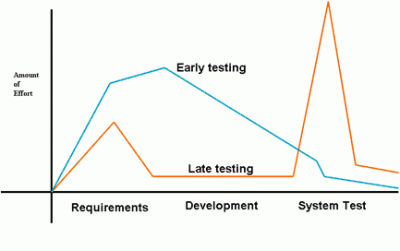 Early testing
Amount
of
Effort
Late testing
Requirements
Development
System Test